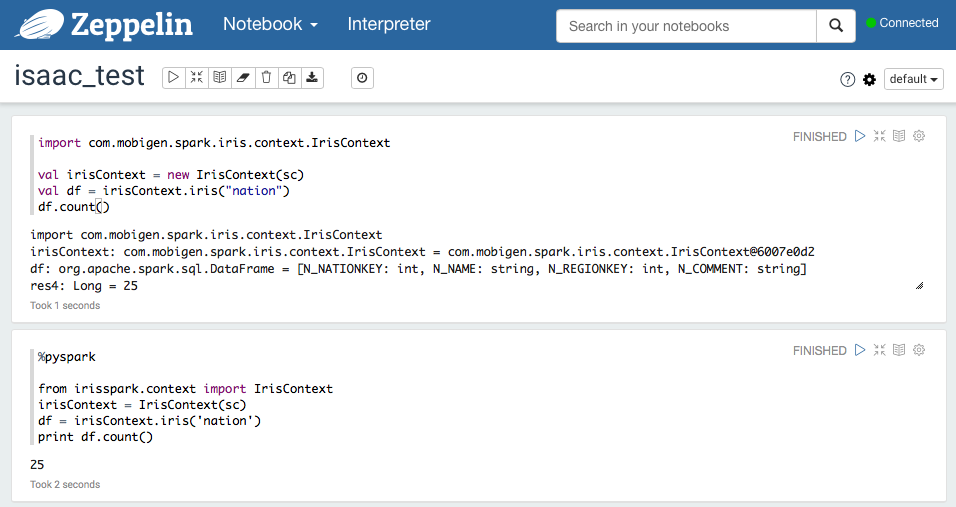 Zeppelin Notebook Interpreter Search in your notebooks Connected
isaac_test default
FINISHED
import com.mobigen.spark.iris.context.IrisContext
val irisContext = new IrisContext(sc)
val df = irisContext.iris("nation")
df.count()
import com.mobigen.spark.iris.context.IrisContext
irisContext: com.mobigen.spark.iris.context.IrisContext = com.mobigen.spark.iris.context.IrisContext@6007e0d2
df: org.apache.spark.sql.DataFrame = [N_NATIONKEY: int, N_NAME: string, N_REGIONKEY: int, N_COMMENT: string]
res4: Long = 25
Took 1 seconds
FINISHED
%pyspark
from irisspark.context import IrisContext
irisContext = IrisContext(sc)
df = irisContext.iris('nation')
print df.count()
25
Took 2 seconds